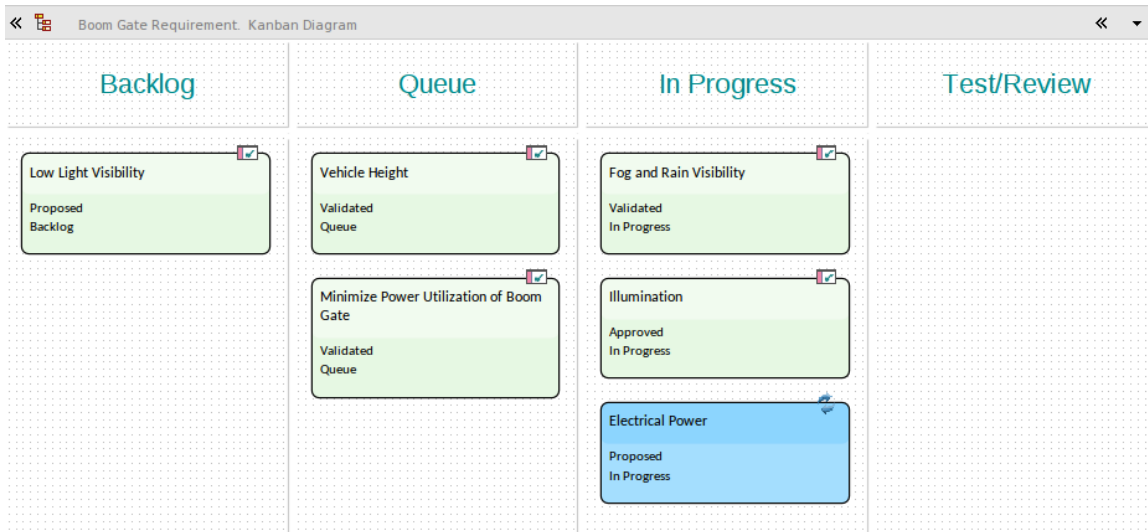 Boom Gate Requirement. Kanban Diagram
Backlog
Queue
In Progress
Test/Review
Low Light Visibility
Proposed
Backlog
Vehicle Height
Validated
Queue
Minimize Power Utilization of Boom
Gate
Validated
Queue
Fog and Rain Visibility
Validated
In Progress
Illumination
Approved
In Progress
Electrical Power
Proposed
In Progress